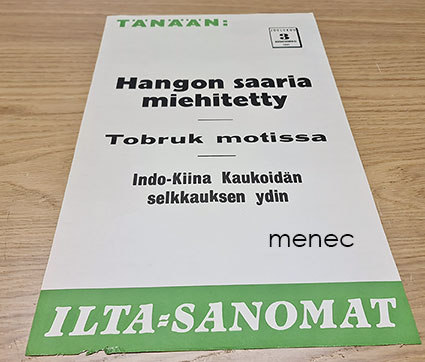 TÄNÄÄN:
3
Hangon saaria
miehitetty
Tobruk motissa
Indo-Kiina Kaukoidän
selkkauksen ydin
menec
ILTA=SANOMAT